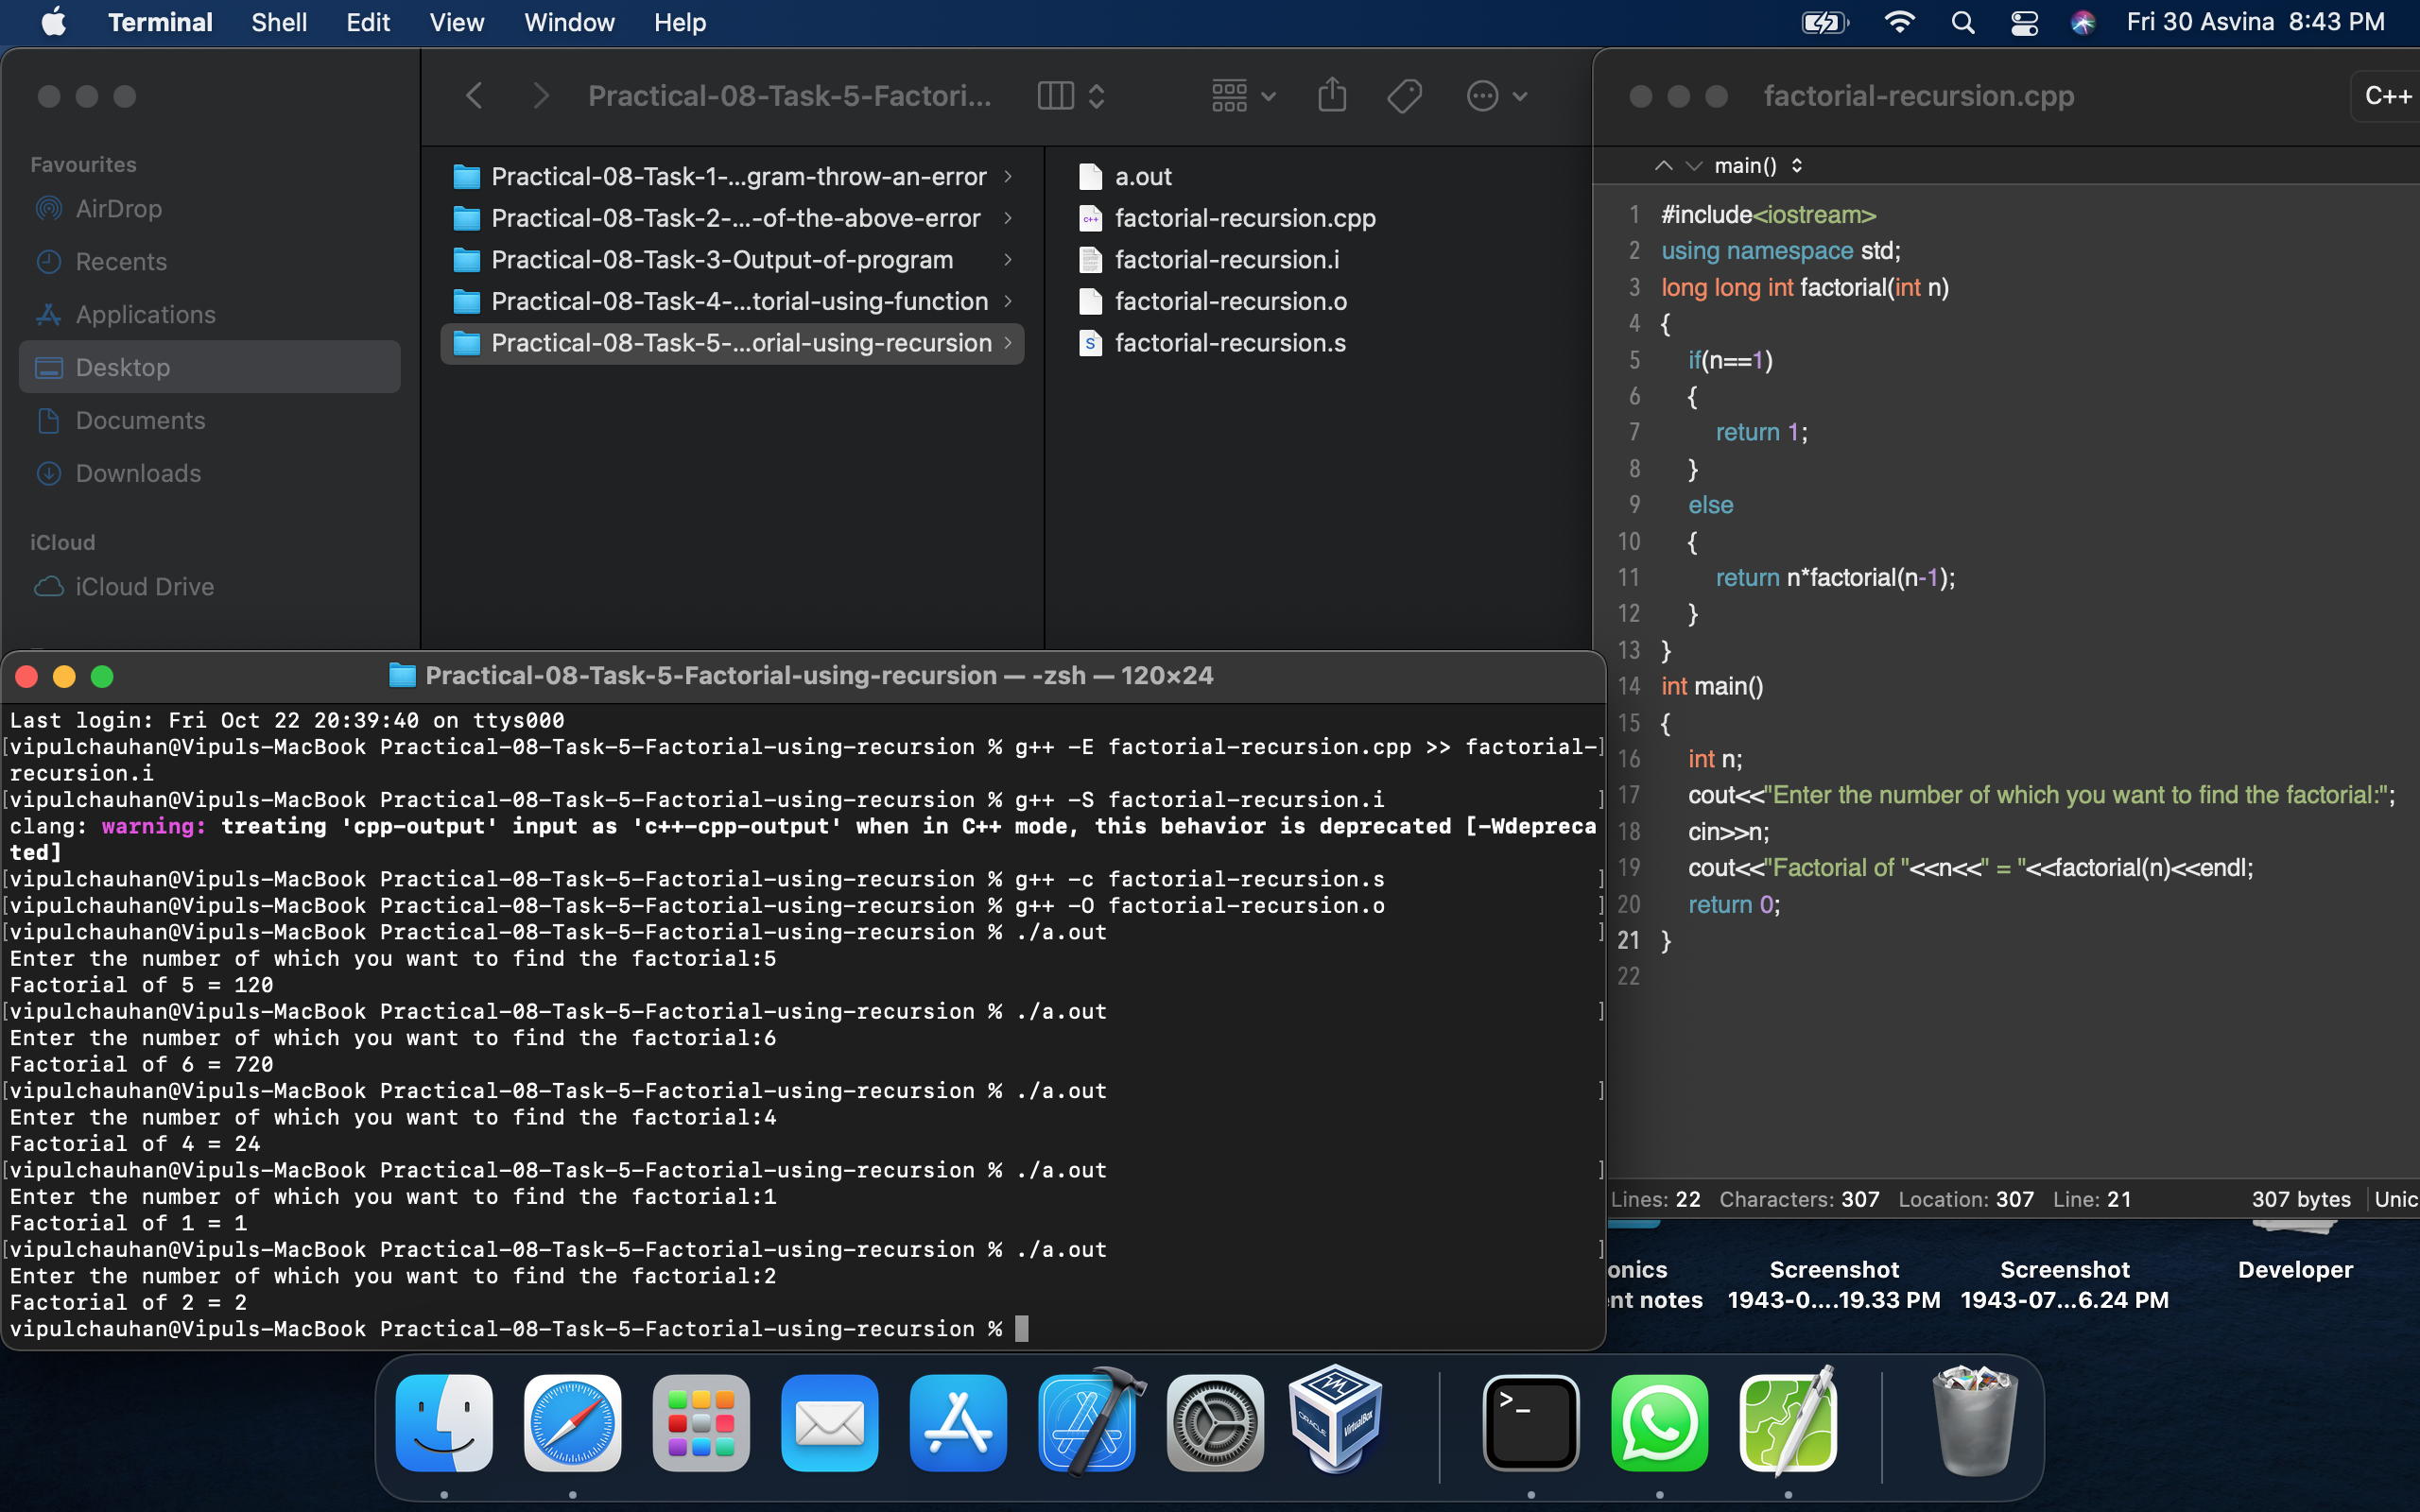 Terminal Shell Edit View Window Help
Fri 30 Asvina 8:43 PM
Practical-08-Task-5-Factori...
Favourites
AirDrop
Recents
Applications
Desktop
Documents
Downloads
iCloud
iCloud Drive
Practical-08-Task-1-...gram-throw-an-error
Practical-08-Task-2-...-of-the-above-error
Practical-08-Task-3-Output-of-program
Practical-08-Task-4-...torial-using-function
Practical-08-Task-5-...orial-using-recursion
a.out
factorial-recursion.cpp
factorial-recursion.i
factorial-recursion.o
factorial-recursion.s
factorial-recursion.cpp C++
main()
1 #include<iostream>
2 using namespace std;
3 long long int factorial(int n)
4 {
5 if(n==1)
6 {
7 return 1;
8 }
9 else
10 {
11 return n*factorial(n-1);
12 }
13 }
14 int main()
15 {
16 int n;
17 cout<<"Enter the number of which you want to find the factorial:";
18 cin>>n;
19 cout<<"Factorial of "<<n<<" = "<<factorial(n)<<endl;
20 return 0;
21 }
22
Lines: 22 Characters: 307 Location: 307 Line: 21 307 bytes Unic
Practical-08-Task-5-Factorial-using-recursion — -zsh — 120×24
Last login: Fri Oct 22 20:39:40 on ttys000
[vipulchauhan@Vipuls-MacBook Practical-08-Task-5-Factorial-using-recursion % g++ -E factorial-recursion.cpp >> factorial-]
recursion.i
[vipulchauhan@Vipuls-MacBook Practical-08-Task-5-Factorial-using-recursion % g++ -S factorial-recursion.i ]
clang: warning: treating 'cpp-output' input as 'c++-cpp-output' when in C++ mode, this behavior is deprecated [-Wdepreca
ted]
[vipulchauhan@Vipuls-MacBook Practical-08-Task-5-Factorial-using-recursion % g++ -c factorial-recursion.s ]
[vipulchauhan@Vipuls-MacBook Practical-08-Task-5-Factorial-using-recursion % g++ -O factorial-recursion.o ]
[vipulchauhan@Vipuls-MacBook Practical-08-Task-5-Factorial-using-recursion % ./a.out ]
Enter the number of which you want to find the factorial:5
Factorial of 5 = 120
[vipulchauhan@Vipuls-MacBook Practical-08-Task-5-Factorial-using-recursion % ./a.out ]
Enter the number of which you want to find the factorial:6
Factorial of 6 = 720
[vipulchauhan@Vipuls-MacBook Practical-08-Task-5-Factorial-using-recursion % ./a.out ]
Enter the number of which you want to find the factorial:4
Factorial of 4 = 24
[vipulchauhan@Vipuls-MacBook Practical-08-Task-5-Factorial-using-recursion % ./a.out ]
Enter the number of which you want to find the factorial:1
Factorial of 1 = 1
[vipulchauhan@Vipuls-MacBook Practical-08-Task-5-Factorial-using-recursion % ./a.out ]
Enter the number of which you want to find the factorial:2
Factorial of 2 = 2
vipulchauhan@Vipuls-MacBook Practical-08-Task-5-Factorial-using-recursion %
onics
nt notes
Screenshot
1943-0....19.33 PM
Screenshot
1943-07...6.24 PM
Developer